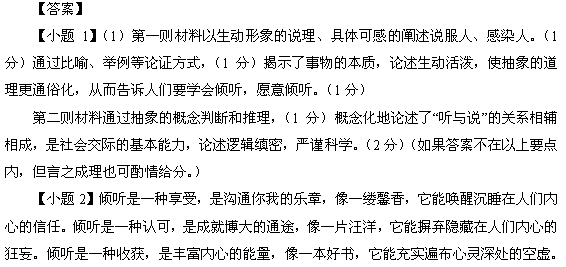 【答案】
【小题 1】(1)第一则材料以生动形象的说理、具体可感的阐述说服人、感染人。(1
分)通过比喻、举例等论证方式,(1 分)揭示了事物的本质,论述生动活泼,使抽象的道
理更通俗化,从而告诉人们要学会倾听,愿意倾听。(1 分)
第二则材料通过抽象的概念判断和推理,(1 分)概念化地论述了“听与说”的关系相辅
相成,是社会交际的基本能力,论述逻辑缜密,严谨科学。(2 分)(如果答案不在以上要点
内,但言之成理也可酌情给分。)
【小题 2】倾听是一种享受,是沟通你我的乐章,像一缕馨香,它能唤醒沉睡在人们内
心的信任。倾听是一种认可,是成就博大的通途,像一片汪洋,它能摒弃隐藏在人们内心的
狂妄。倾听是一种收获,是丰富内心的能量,像一本好书,它能充实遍布心灵深处的空虚。